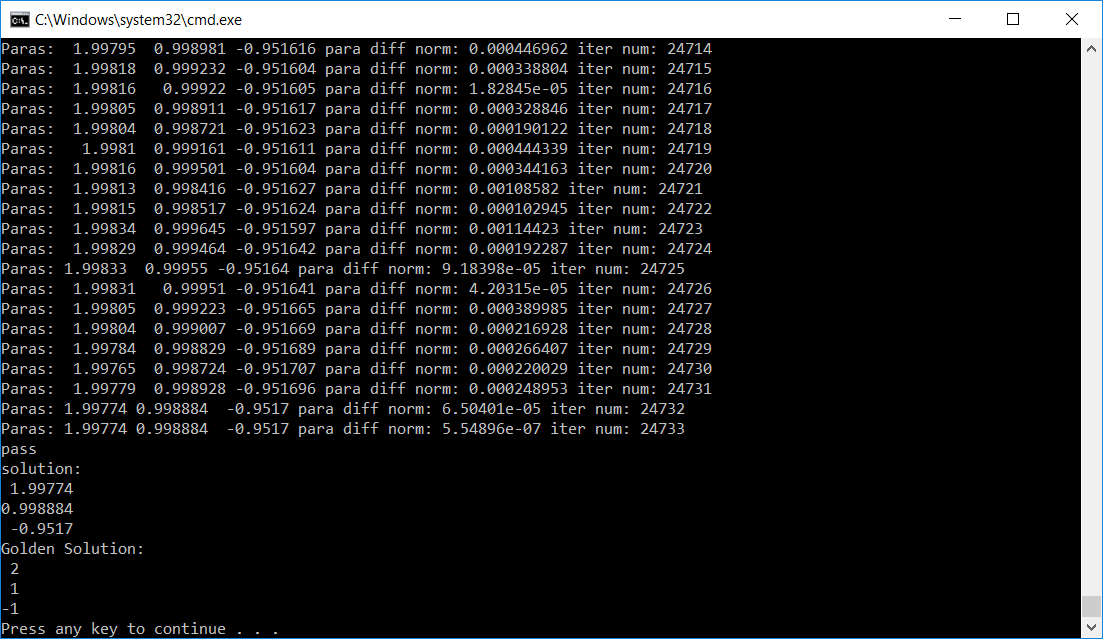 C:\Windows\system32\cmd.exe
Paras:  1.99795  0.998981 -0.951616 para diff norm: 0.000446962 iter num: 24714
Paras:  1.99818  0.999232 -0.951604 para diff norm: 0.000338804 iter num: 24715
Paras:  1.99816   0.99922 -0.951605 para diff norm: 1.82845e-05 iter num: 24716
Paras:  1.99805  0.998911 -0.951617 para diff norm: 0.000328846 iter num: 24717
Paras:  1.99804  0.998721 -0.951623 para diff norm: 0.000190122 iter num: 24718
Paras:   1.9981  0.999161 -0.951611 para diff norm: 0.000444339 iter num: 24719
Paras:  1.99816  0.999501 -0.951604 para diff norm: 0.000344163 iter num: 24720
Paras:  1.99813  0.998416 -0.951627 para diff norm: 0.00108582 iter num: 24721
Paras:  1.99815  0.998517 -0.951624 para diff norm: 0.000102945 iter num: 24722
Paras:  1.99834  0.999645 -0.951597 para diff norm: 0.00114423 iter num: 24723
Paras:  1.99829  0.999464 -0.951642 para diff norm: 0.000192287 iter num: 24724
Paras: 1.99833  0.99955 -0.95164 para diff norm: 9.18398e-05 iter num: 24725
Paras:  1.99831   0.99951 -0.951641 para diff norm: 4.20315e-05 iter num: 24726
Paras:  1.99805  0.999223 -0.951665 para diff norm: 0.000389985 iter num: 24727
Paras:  1.99804  0.999007 -0.951669 para diff norm: 0.000216928 iter num: 24728
Paras:  1.99784  0.998829 -0.951689 para diff norm: 0.000266407 iter num: 24729
Paras:  1.99765  0.998724 -0.951707 para diff norm: 0.000220029 iter num: 24730
Paras:  1.99779  0.998928 -0.951696 para diff norm: 0.000248953 iter num: 24731
Paras: 1.99774 0.998884  -0.9517 para diff norm: 6.50401e-05 iter num: 24732
Paras: 1.99774 0.998884  -0.9517 para diff norm: 5.54896e-07 iter num: 24733
pass
solution:
 1.99774
0.998884
 -0.9517
Golden Solution:
 2
 1
-1
Press any key to continue . . .